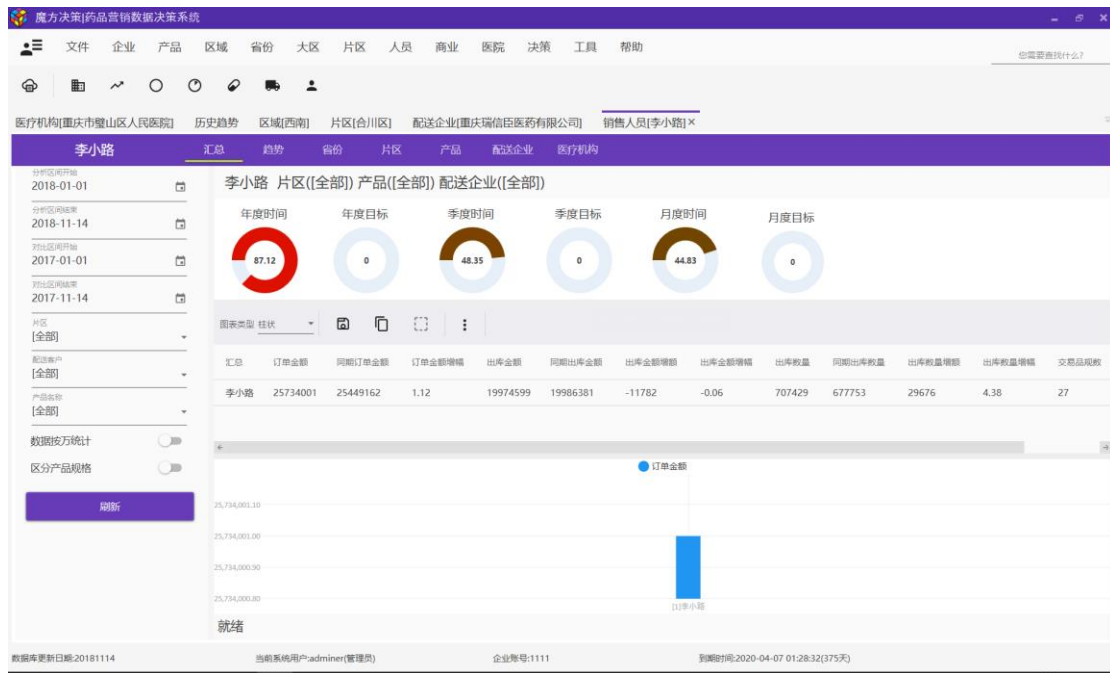 魔方决策|药品营销数据决策系统
文件 企业 产品 区域 省份 大区 片区 人员 商业 医院 决策 工具 帮助
您需要查找什么?
医疗机构[重庆市璧山区人民医院] 历史趋势 区域[西南] 片区[合川区] 配送企业[重庆瑞信臣医药有限公司] 销售人员[李小路]×
李小路 汇总 趋势 省份 片区 产品 配送企业 医疗机构
分析区间开始
2018-01-01
分析区间结束
2018-11-14
对比区间开始
2017-01-01
对比区间结束
2017-11-14
片区
[全部]
配送客户
[全部]
产品名称
[全部]
数据按万统计
区分产品规格
刷新
李小路 片区([全部]) 产品([全部]) 配送企业([全部])
年度时间 年度目标 季度时间 季度目标 月度时间 月度目标
87.12 0 48.35 0 44.83 0
图表类型 柱状
汇总 订单金额 同期订单金额 订单金额增幅 出库金额 同期出库金额 出库金额增额 出库金额增幅 出库数量 同期出库数量 出库数量增额 出库数量增幅 交易品规数
李小路 25734001 25449162 1.12 19974599 19986381 -11782 -0.06 707429 677753 29676 4.38 27
订单金额
25,734,001.10
25,734,001.00
25,734,000.90
25,734,000.80
[1]李小路
就绪
数据库更新日期:20181114 当前系统用户:adminer(管理员) 企业账号:1111 到期时间:2020-04-07 01:28:32(375天)